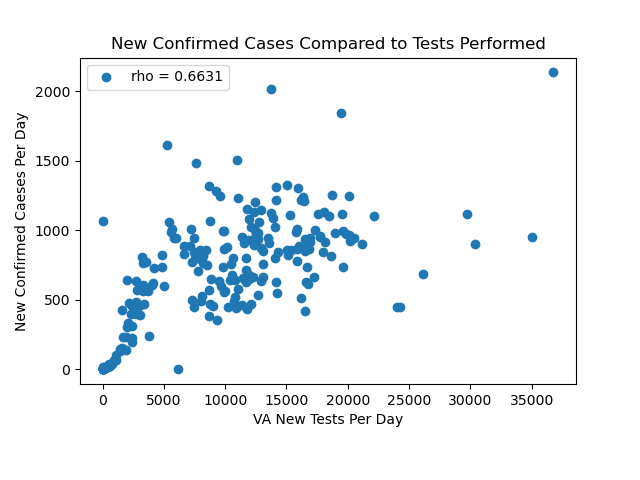 New Confirmed Cases Compared to Tests Performed
rho = 0.6631
New Confirmed Caeses Per Day
2000
1500
1000
500
0
0 5000 10000 15000 20000 25000 30000 35000
VA New Tests Per Day